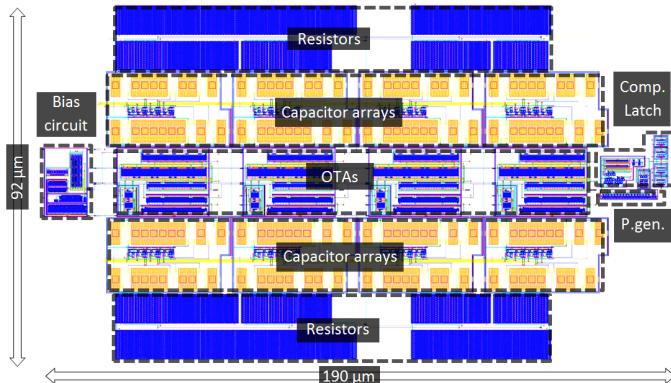 Resistors
Bias
circuit
Capacitor arrays
Comp.
Latch
92 µm
OTAs
P.gen.
Capacitor arrays
Resistors
190 µm